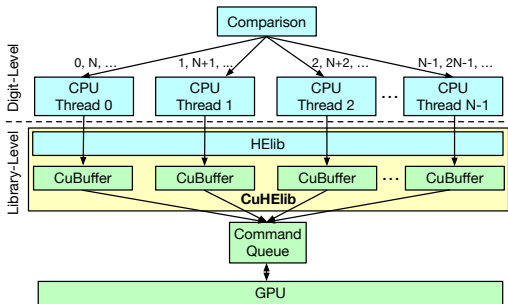 Comparison
Digit-Level
0, N, ...
1, N+1, ...
2, N+2, ...
N-1, 2N-1, ...
CPU
Thread 0
CPU
Thread 1
CPU
Thread 2
...
CPU
Thread N-1
Library-Level
HElib
CuBuffer
CuBuffer
CuBuffer
...
CuBuffer
CuHElib
Command
Queue
GPU